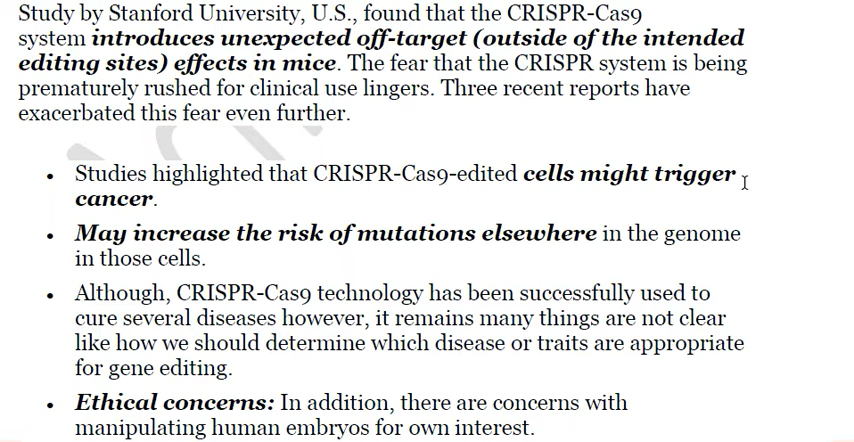 Study by Stanford University, U.S., found that the CRISPR-Cas9
system introduces unexpected off-target (outside of the intended
editing sites) effects in mice. The fear that the CRISPR system is being
prematurely rushed for clinical use lingers. Three recent reports have
exacerbated this fear even further.
• Studies highlighted that CRISPR-Cas9-edited cells might trigger
cancer.
• May increase the risk of mutations elsewhere in the genome
in those cells.
• Although, CRISPR-Cas9 technology has been successfully used to
cure several diseases however, it remains many things are not clear
like how we should determine which disease or traits are appropriate
for gene editing.
• Ethical concerns: In addition, there are concerns with
manipulating human embryos for own interest.